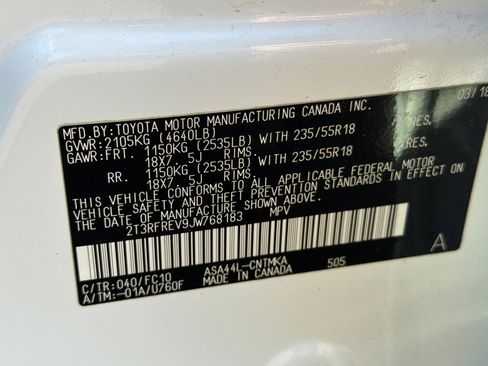 MFD.BY:TOYOTA MOTOR MANUFACTURING CANADA INC. 03/18
GVWR:2105KG (4640LB)
GAWR:FRT. 1150KG (2535LB) WITH 235/55R18 TIRES,
18X7. 5J RIMS.
RR. 1150KG (2535LB) WITH 235/55R18 TIRES,
18X7. 5J RIMS.
THIS VEHICLE CONFORMS TO ALL APPLICABLE FEDERAL MOTOR
VEHICLE SAFETY AND THEFT PREVENTION STANDARDS IN EFFECT ON
THE DATE OF MANUFACTURE SHOWN ABOVE.
2T3RFREV9JW768183 MPV
A
C/TR:040/FC10 ASA44L-CNTMKA 505
A/TM:-01A/U760F MADE IN CANADA